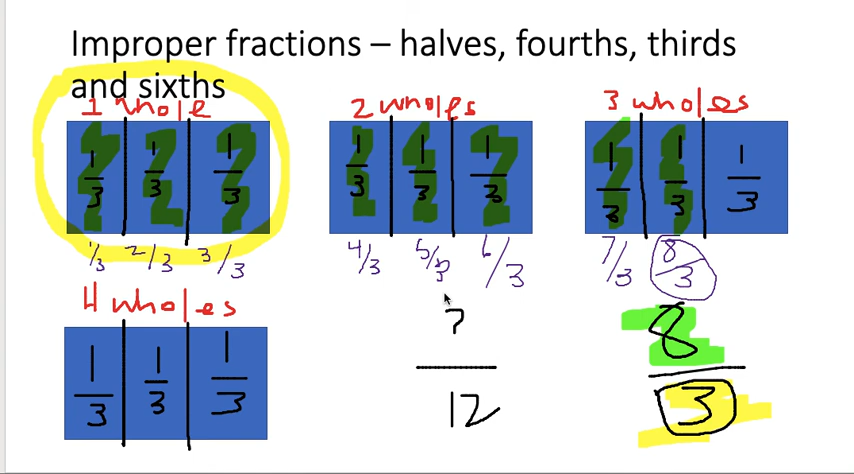 Improper fractions – halves, fourths, thirds
and sixths
1 whole 2 wholes 3 wholes
1/3 1/3 1/3 1/3 1/3 1/3 1/3 1/3 1/3
1/3 2/3 3/3 4/3 5/3 6/3 7/3 8/3
4 wholes
1/3 1/3 1/3
?/12
8/3